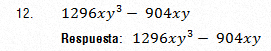 12. 1296xy³ − 904xy
Respuesta: 1296xy³ − 904xy